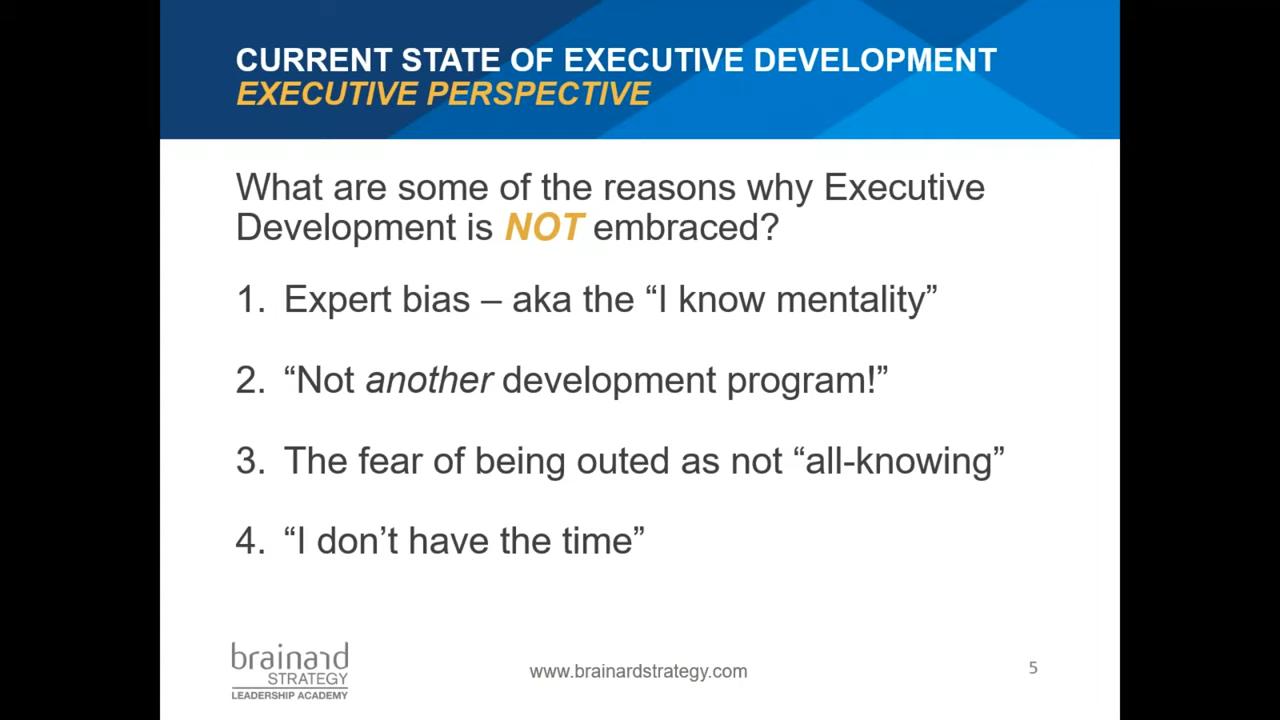 CURRENT STATE OF EXECUTIVE DEVELOPMENT
EXECUTIVE PERSPECTIVE
What are some of the reasons why Executive
Development is NOT embraced?
1. Expert bias – aka the “I know mentality”
2. “Not another development program!”
3. The fear of being outed as not “all-knowing”
4. “I don’t have the time”
brainard
STRATEGY
LEADERSHIP ACADEMY
www.brainardstrategy.com
5